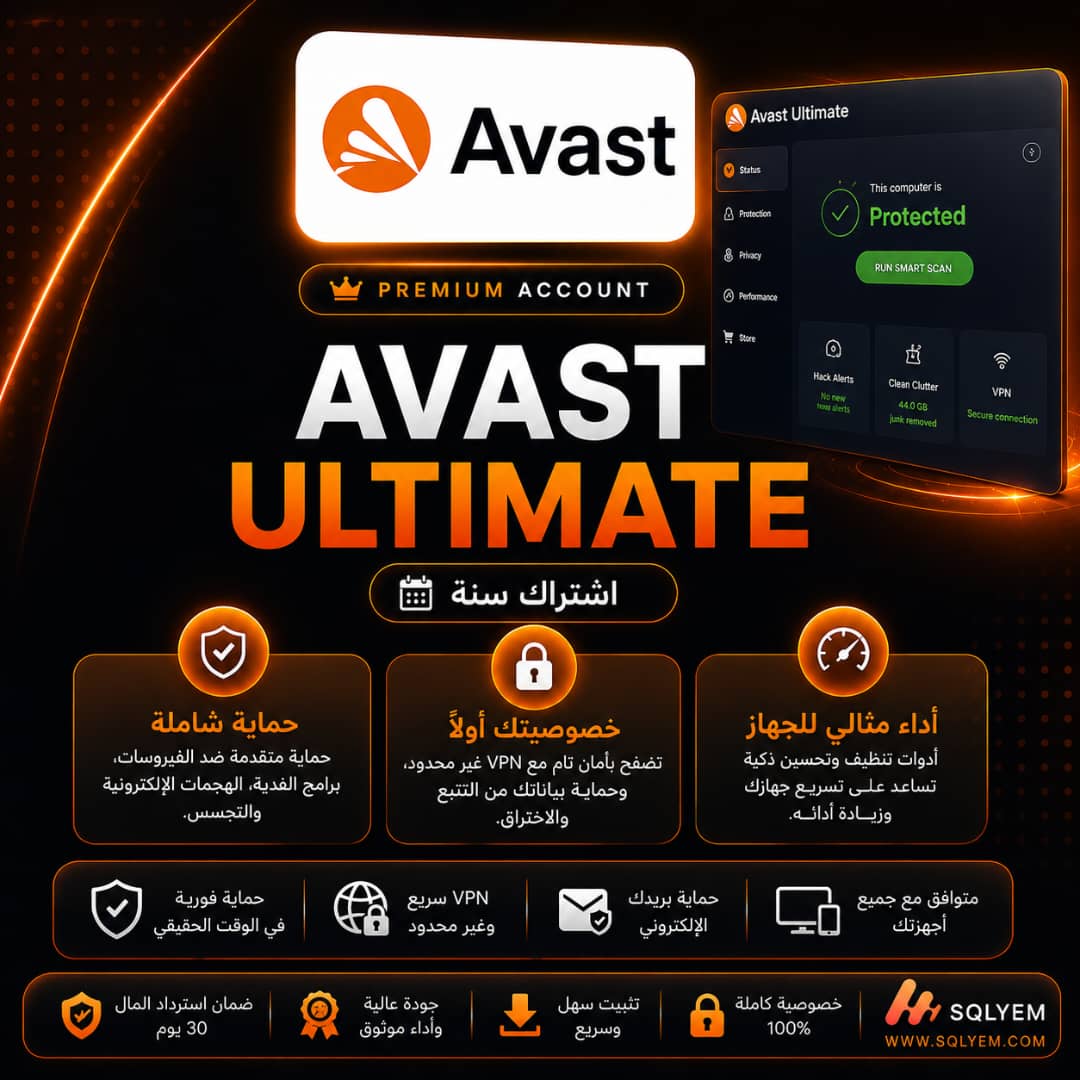 Avast
PREMIUM ACCOUNT
AVAST
ULTIMATE
اشتراك سنة
Avast Ultimate
Status
Protection
Privacy
Performance
Store
This computer is
Protected
RUN SMART SCAN
Hack Alerts
No new
alerts
Clean Clutter
44.0 GB
junk removed
VPN
Secure connection
أداء مثالي للجهاز
أدوات تنظيف وتحسين ذكية
تساعد على تسريع جهازك
وزيادة أدائه.
خصوصيتك أولاً
تصفح بأمان تام مع VPN غير محدود،
وحماية بياناتك من التتبع
والاختراق.
حماية شاملة
حماية متقدمة ضد الفيروسات،
برامج الفدية، الهجمات الإلكترونية
والتجسس.
متوافق مع جميع
أجهزتك
حماية بريدك
الإلكتروني
VPN سريع
وغير محدود
حماية فورية
في الوقت الحقيقي
SQLYEM
WWW.SQLYEM.COM
خصوصية كاملة
100%
تثبيت سهل
وسريع
جودة عالية
وأداء موثوق
ضمان استرداد المال
30 يوم